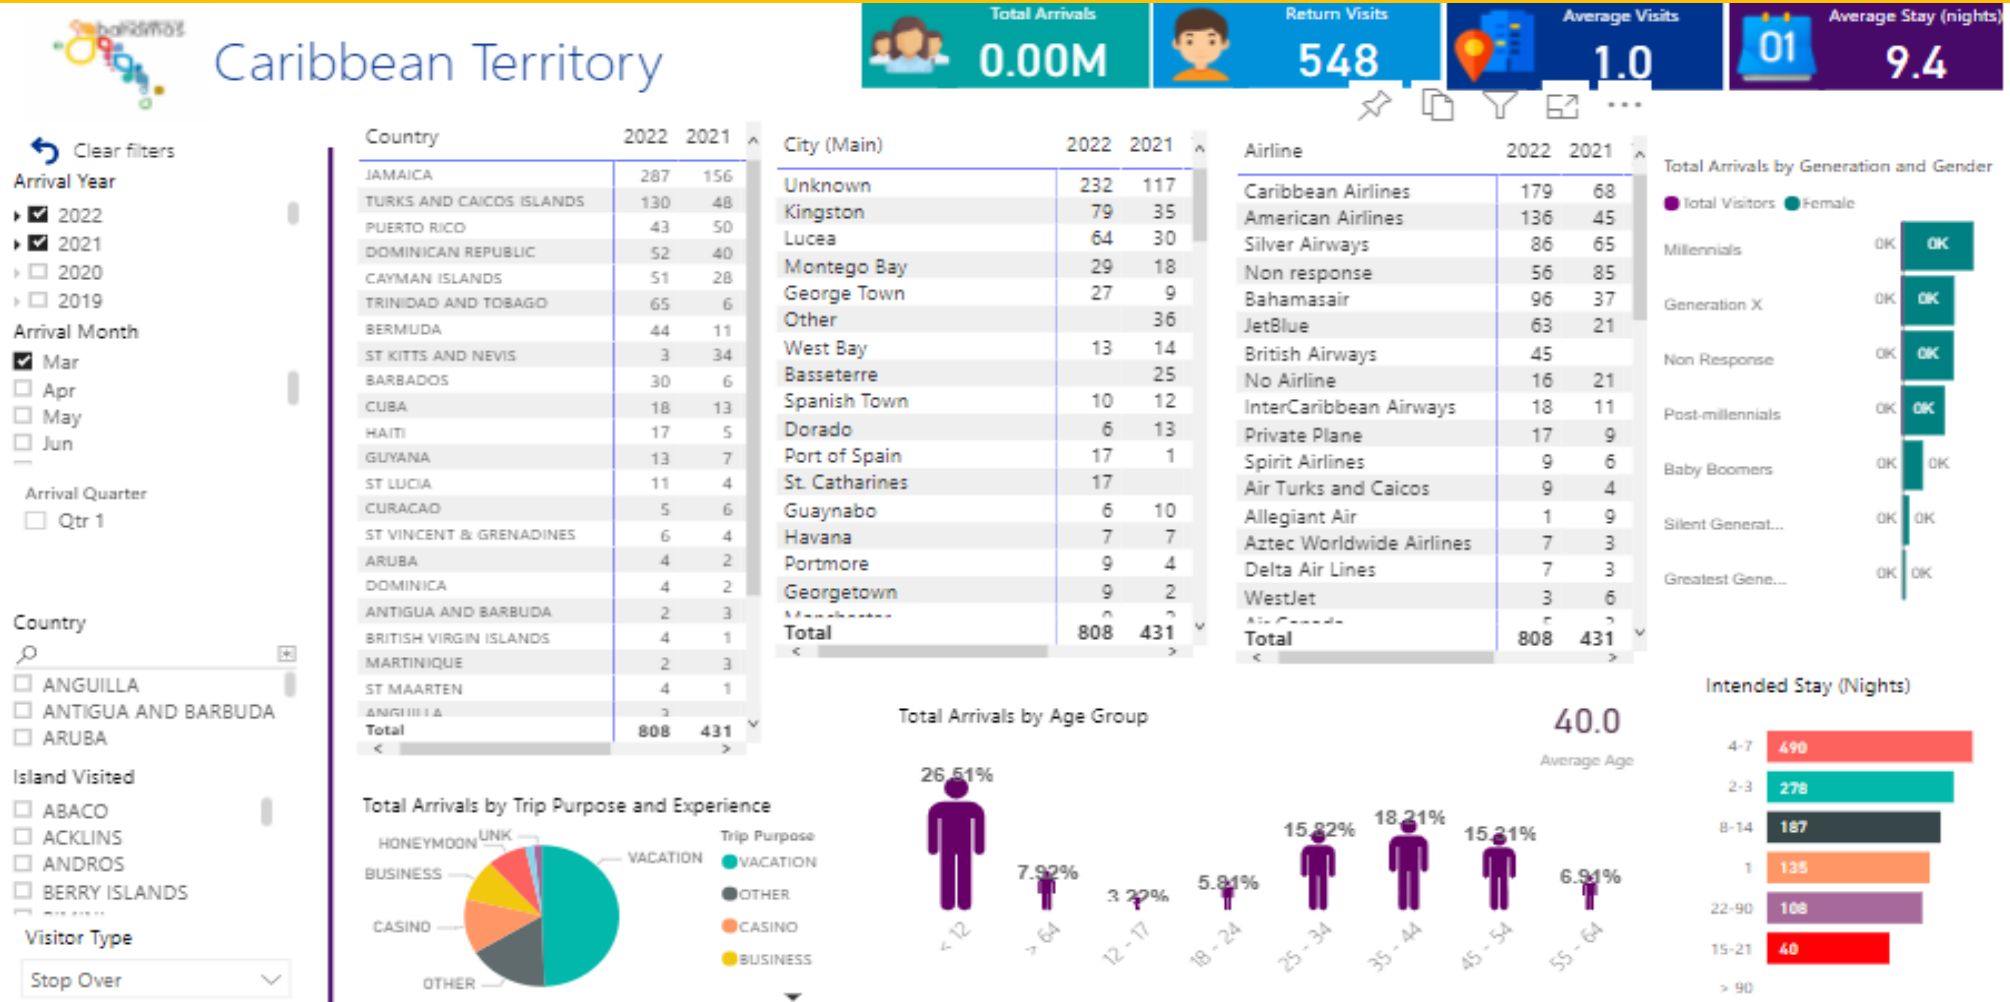 bahamas
Caribbean Territory
Total Arrivals
0.00M
Return Visits
548
Average Visits
1.0
01
Average Stay (nights)
9.4
Clear filters
Arrival Year
2022
2021
2020
2019
Arrival Month
Mar
Apr
May
Jun
Arrival Quarter
Qtr 1
Country
ANGUILLA
ANTIGUA AND BARBUDA
ARUBA
Island Visited
ABACO
ACKLINS
ANDROS
BERRY ISLANDS
Visitor Type
Stop Over
Country 2022 2021
JAMAICA 287 156
TURKS AND CAICOS ISLANDS 130 48
PUERTO RICO 43 50
DOMINICAN REPUBLIC 52 40
CAYMAN ISLANDS 51 28
TRINIDAD AND TOBAGO 65 6
BERMUDA 44 11
ST KITTS AND NEVIS 3 34
BARBADOS 30 6
CUBA 18 13
HAITI 17 5
GUYANA 13 7
ST LUCIA 11 4
CURACAO 5 6
ST VINCENT & GRENADINES 6 4
ARUBA 4 2
DOMINICA 4 2
ANTIGUA AND BARBUDA 2 3
BRITISH VIRGIN ISLANDS 4 1
MARTINIQUE 2 3
ST MAARTEN 4 1
ANGUILLA 3
Total 808 431
City (Main) 2022 2021
Unknown 232 117
Kingston 79 35
Lucea 64 30
Montego Bay 29 18
George Town 27 9
Other 36
West Bay 13 14
Basseterre 25
Spanish Town 10 12
Dorado 6 13
Port of Spain 17 1
St. Catharines 17
Guaynabo 6 10
Havana 7 7
Portmore 9 4
Georgetown 9 2
Total 808 431
Airline 2022 2021
Caribbean Airlines 179 68
American Airlines 136 45
Silver Airways 86 65
Non response 56 85
Bahamasair 96 37
JetBlue 63 21
British Airways 45
No Airline 16 21
InterCaribbean Airways 18 11
Private Plane 17 9
Spirit Airlines 9 6
Air Turks and Caicos 9 4
Allegiant Air 1 9
Aztec Worldwide Airlines 7 3
Delta Air Lines 7 3
WestJet 3 6
Total 808 431
Total Arrivals by Generation and Gender
Total Visitors Female
Millennials 0K 0K
Generation X 0K 0K
Non Response 0K 0K
Post-millennials 0K 0K
Baby Boomers 0K 0K
Silent Generat... 0K 0K
Greatest Gene... 0K 0K
Total Arrivals by Trip Purpose and Experience
HONEYMOON
UNK
BUSINESS
CASINO
OTHER
VACATION
Trip Purpose
VACATION
OTHER
CASINO
BUSINESS
Total Arrivals by Age Group
40.0
Average Age
26.51%
7.92%
3.22%
5.81%
15.82%
18.21%
15.21%
6.91%
< 12
> 64
12 - 17
18 - 24
25 - 34
35 - 44
45 - 54
55 - 64
Intended Stay (Nights)
4-7 490
2-3 278
8-14 187
1 135
22-90 108
15-21 40
> 90